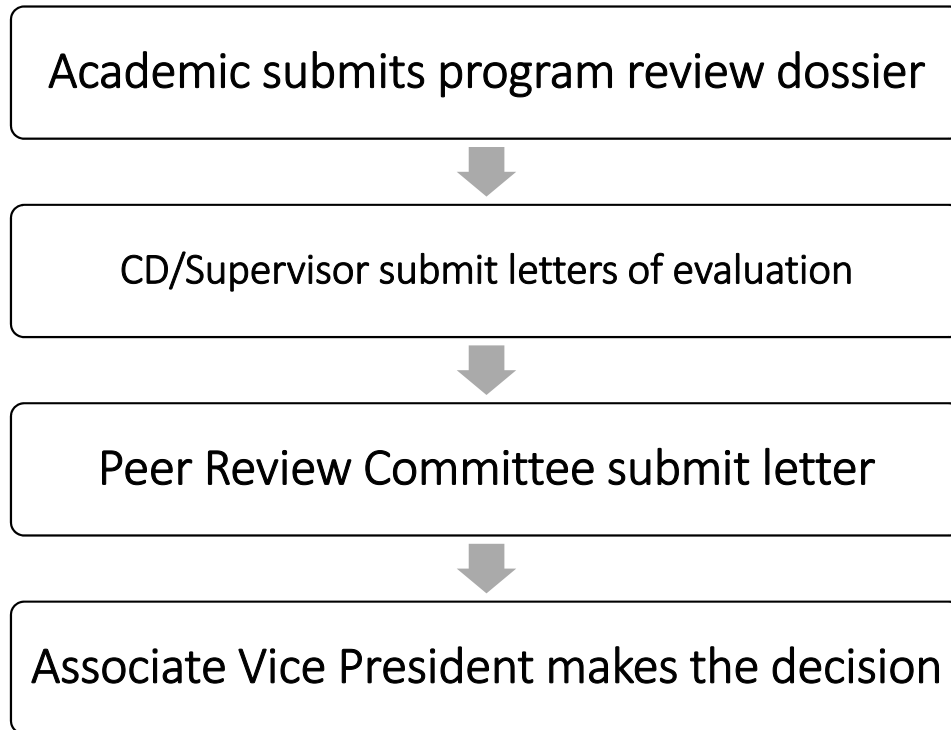 Academic submits program review dossier
CD/Supervisor submit letters of evaluation
Peer Review Committee submit letter
Associate Vice President makes the decision